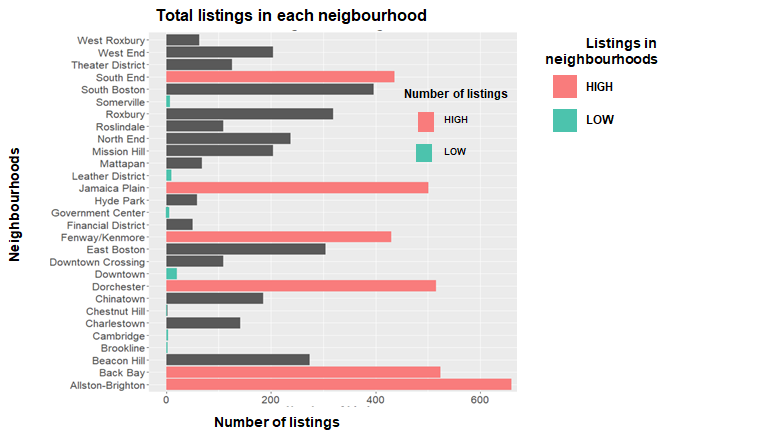 Total listings in each neigbourhood
Listings in
neighbourhoods
HIGH
LOW
Number of listings
HIGH
LOW
Neighbourhoods
West Roxbury
West End
Theater District
South End
South Boston
Somerville
Roxbury
Roslindale
North End
Mission Hill
Mattapan
Leather District
Jamaica Plain
Hyde Park
Government Center
Financial District
Fenway/Kenmore
East Boston
Downtown Crossing
Downtown
Dorchester
Chinatown
Chestnut Hill
Charlestown
Cambridge
Brookline
Beacon Hill
Back Bay
Allston-Brighton
0 200 400 600
Number of listings